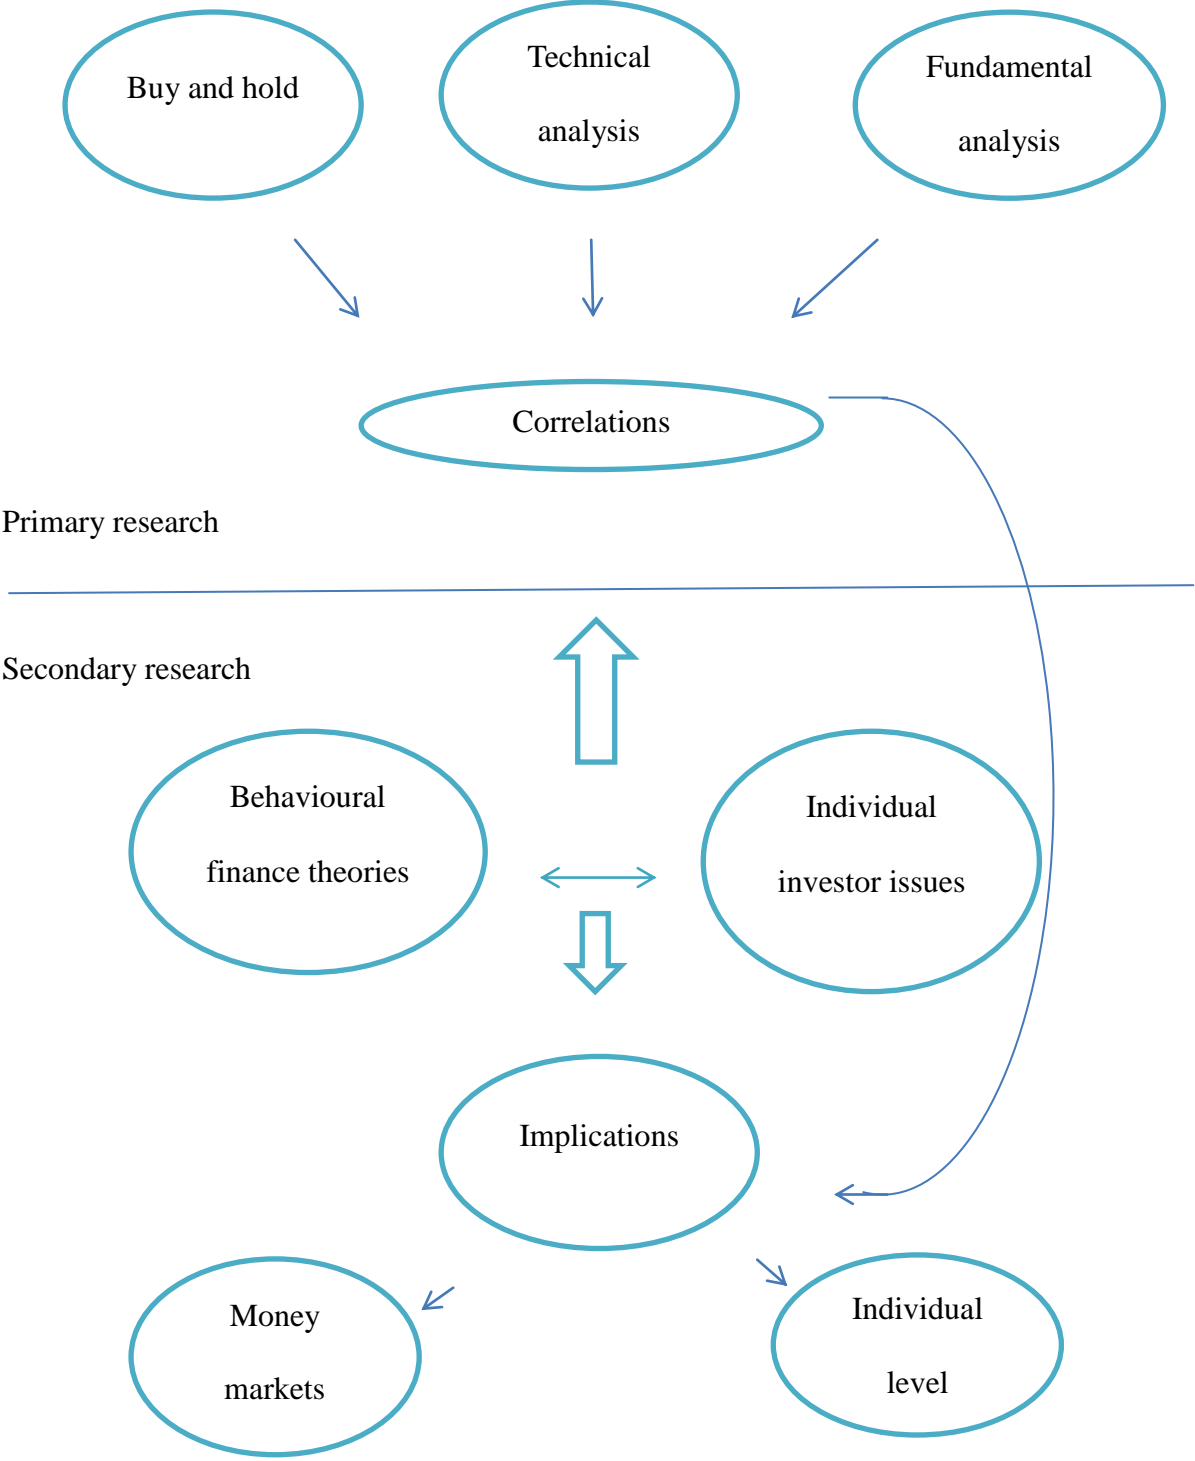 Buy and hold
Technical
analysis
Fundamental
analysis
Correlations
Primary research
Secondary research
Behavioural
finance theories
Individual
investor issues
Implications
Money
markets
Individual
level